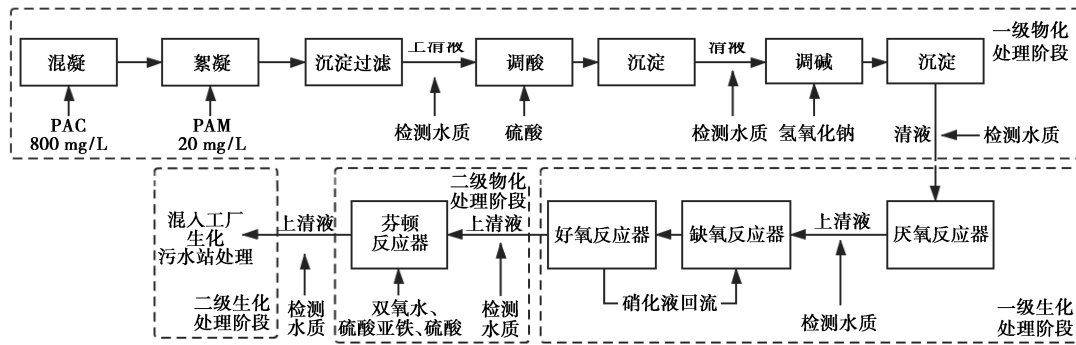 一级物化
处理阶段
混凝
絮凝
沉淀过滤
上清液
调酸
沉淀
清液
调碱
沉淀
PAC
800 mg/L
PAM
20 mg/L
检测水质
硫酸
检测水质
氢氧化钠
清液
检测水质
混入工厂
生化
污水站处理
二级生化
处理阶段
上清液
检测
水质
二级物化
处理阶段
芬顿
反应器
上清液
双氧水、
硫酸亚铁、硫酸
检测
水质
好氧反应器
缺氧反应器
上清液
厌氧反应器
硝化液回流
检测水质
一级生化
处理阶段